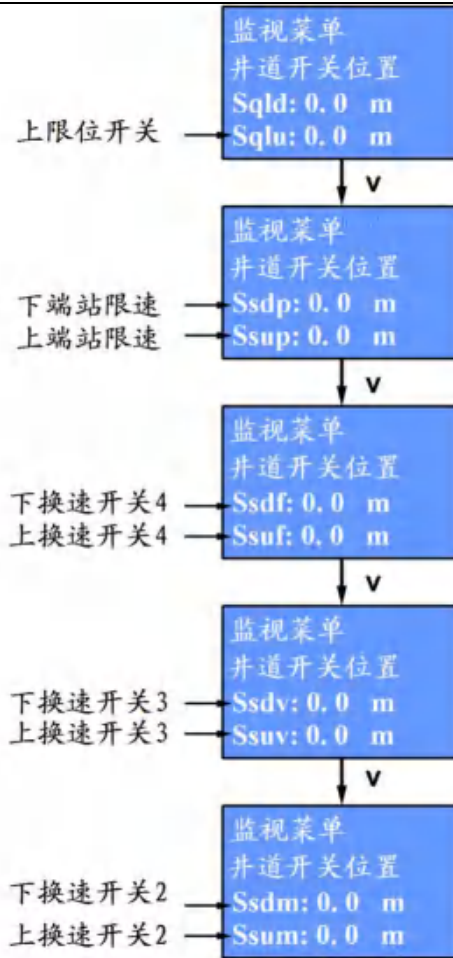 监视菜单
井道开关位置
Sqld: 0.0 m
上限位开关 Sqlu: 0.0 m
v
监视菜单
井道开关位置
下端站限速 Ssdp: 0.0 m
上端站限速 Ssup: 0.0 m
v
监视菜单
井道开关位置
下换速开关4 Ssdf: 0.0 m
上换速开关4 Ssuf: 0.0 m
v
监视菜单
井道开关位置
下换速开关3 Ssdv: 0.0 m
上换速开关3 Ssuv: 0.0 m
v
监视菜单
井道开关位置
下换速开关2 Ssdm: 0.0 m
上换速开关2 Ssum: 0.0 m